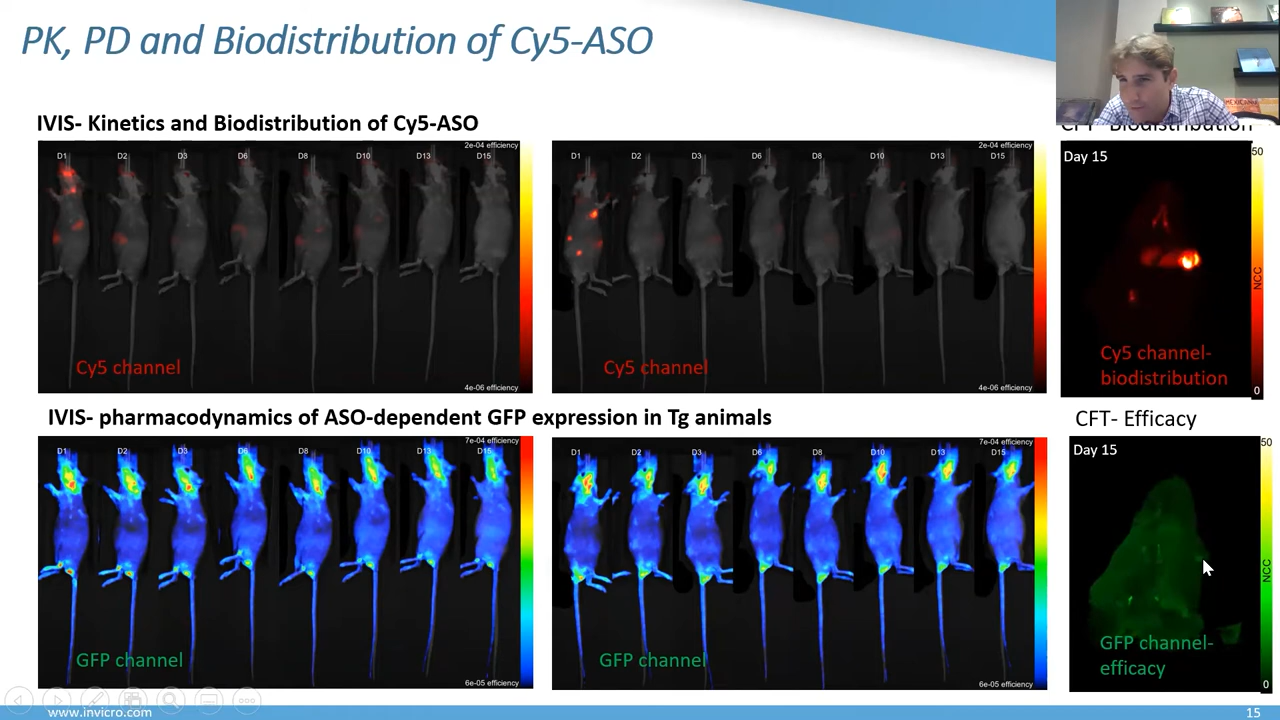 PK, PD and Biodistribution of Cy5-ASO
IVIS- Kinetics and Biodistribution of Cy5-ASO
2e-04 efficiency
D1 D2 D3 D6 D8 D10 D13 D15
Cy5 channel
4e-06 efficiency
2e-04 efficiency
D1 D2 D3 D6 D8 D10 D13 D15
Cy5 channel
4e-06 efficiency
CFT- Biodistribution
Day 15
50
NCC
Cy5 channel-
biodistribution
0
IVIS- pharmacodynamics of ASO-dependent GFP expression in Tg animals
7e-04 efficiency
D1 D2 D3 D6 D8 D10 D13 D15
GFP channel
6e-05 efficiency
7e-04 efficiency
D1 D2 D3 D6 D8 D10 D13 D15
GFP channel
6e-05 efficiency
CFT- Efficacy
Day 15
50
NCC
GFP channel-
efficacy
0
www.invicro.com
15